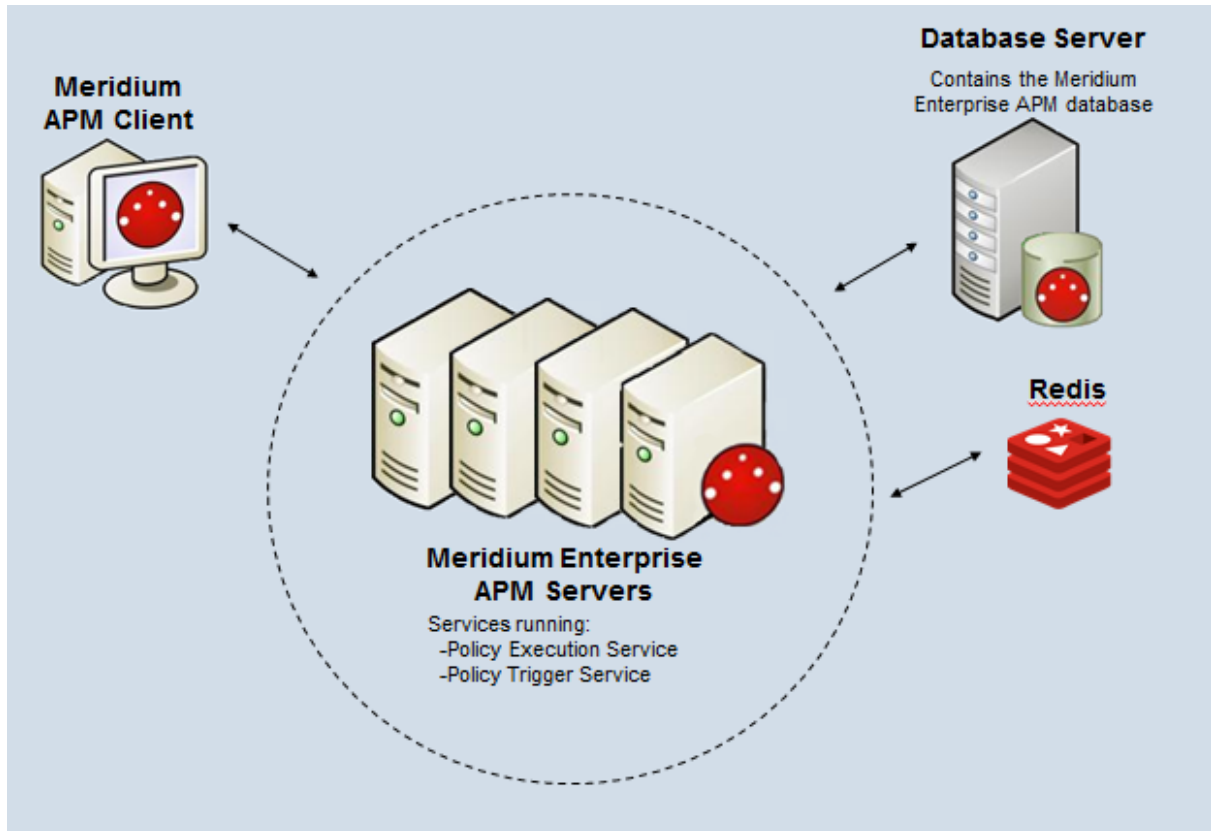 Meridium
APM Client
Database Server
Contains the Meridium
Enterprise APM database
Redis
Meridium Enterprise
APM Servers
Services running:
-Policy Execution Service
-Policy Trigger Service